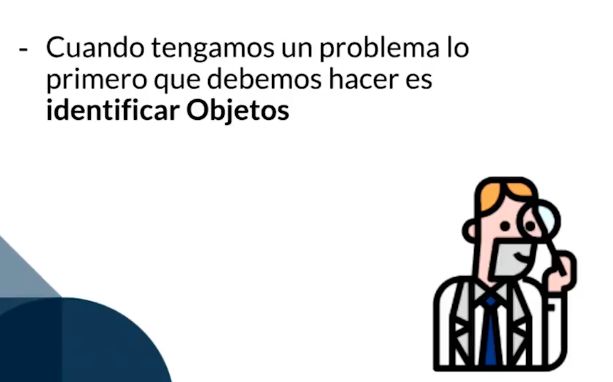 - Cuando tengamos un problema lo
primero que debemos hacer es
identificar Objetos